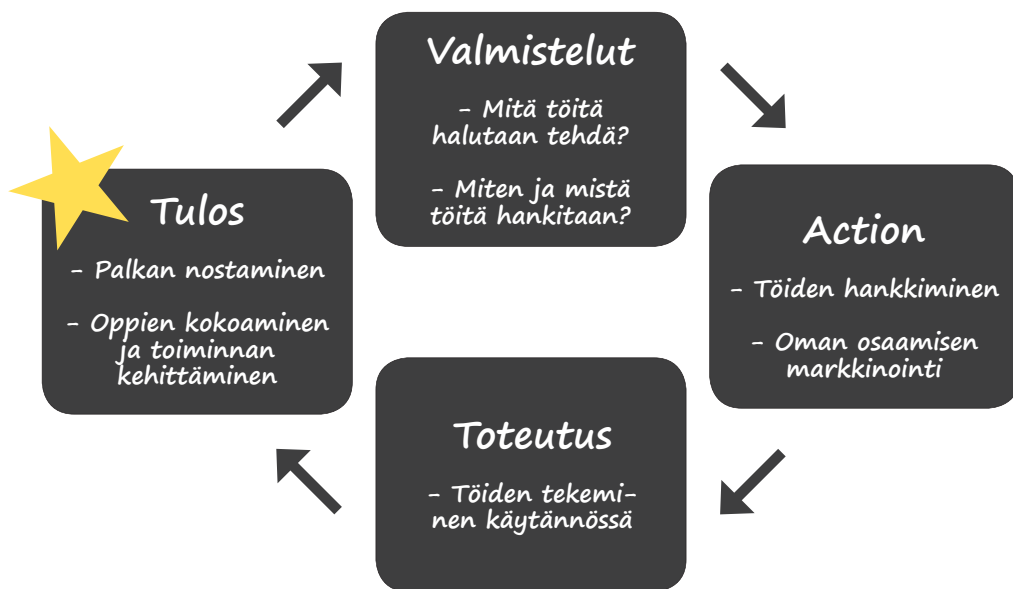 Valmistelut
- Mitä töitä
halutaan tehdä?
- Miten ja mistä
töitä hankitaan?
Action
- Töiden hankkiminen
- Oman osaamisen
markkinointi
Toteutus
- Töiden tekemi-
nen käytännössä
Tulos
- Palkan nostaminen
- Oppien kokoaminen
ja toiminnan
kehittäminen